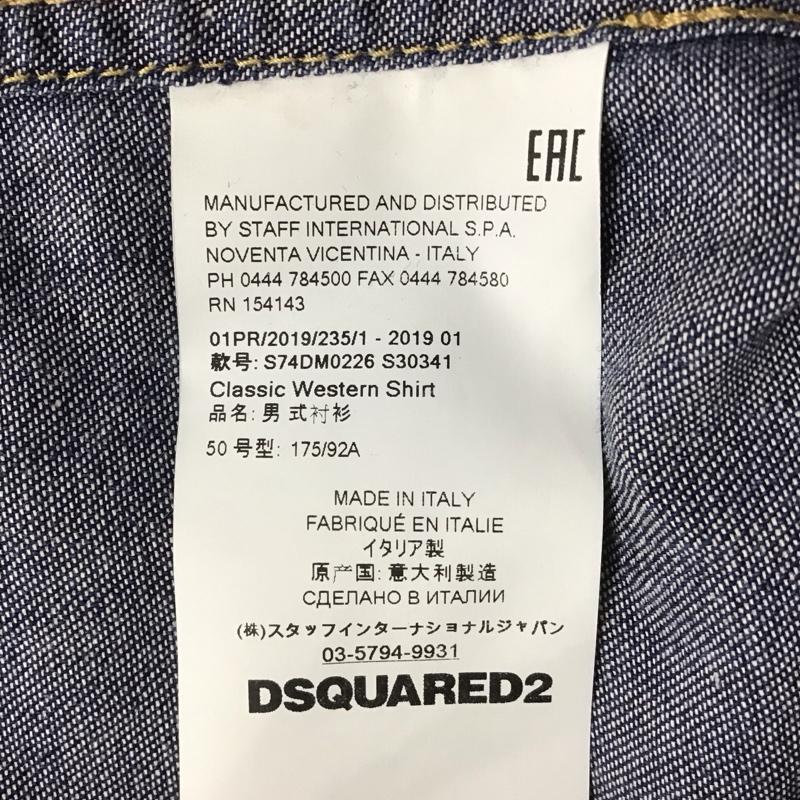 EAC
MANUFACTURED AND DISTRIBUTED
BY STAFF INTERNATIONAL S.P.A.
NOVENTA VICENTINA - ITALY
PH 0444 784500 FAX 0444 784580
RN 154143
01PR/2019/235/1 - 2019 01
款号: S74DM0226 S30341
Classic Western Shirt
品名: 男式衬衫
50 号型: 175/92A
MADE IN ITALY
FABRIQUÉ EN ITALIE
イタリア製
原产国: 意大利製造
СДЕЛАНО В ИТАЛИИ
(株)スタッフインターナショナルジャパン
03-5794-9931
DSQUARED2